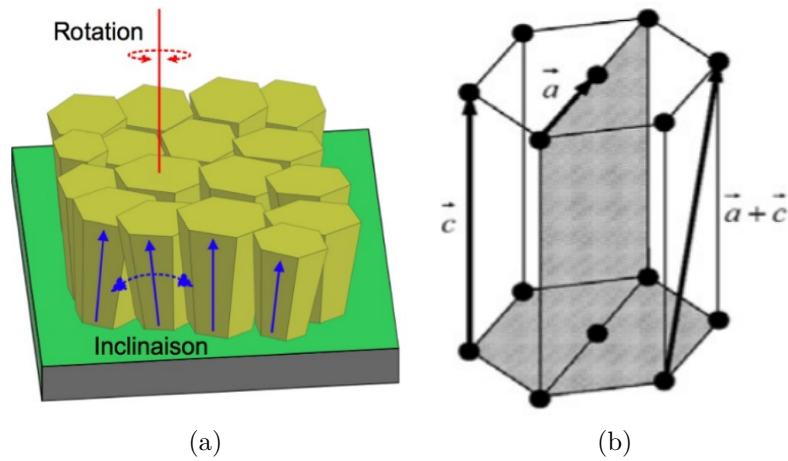 Rotation
Inclinaison
(a)
a⃗
c⃗
a⃗ + c⃗
(b)